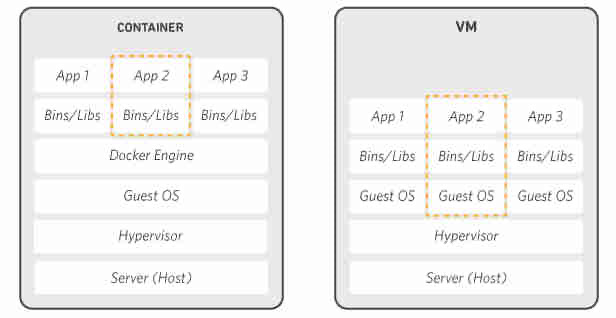 CONTAINER
App 1 App 2 App 3
Bins/Libs Bins/Libs Bins/Libs
Docker Engine
Guest OS
Hypervisor
Server (Host)
VM
App 1 App 2 App 3
Bins/Libs Bins/Libs Bins/Libs
Guest OS Guest OS Guest OS
Hypervisor
Server (Host)